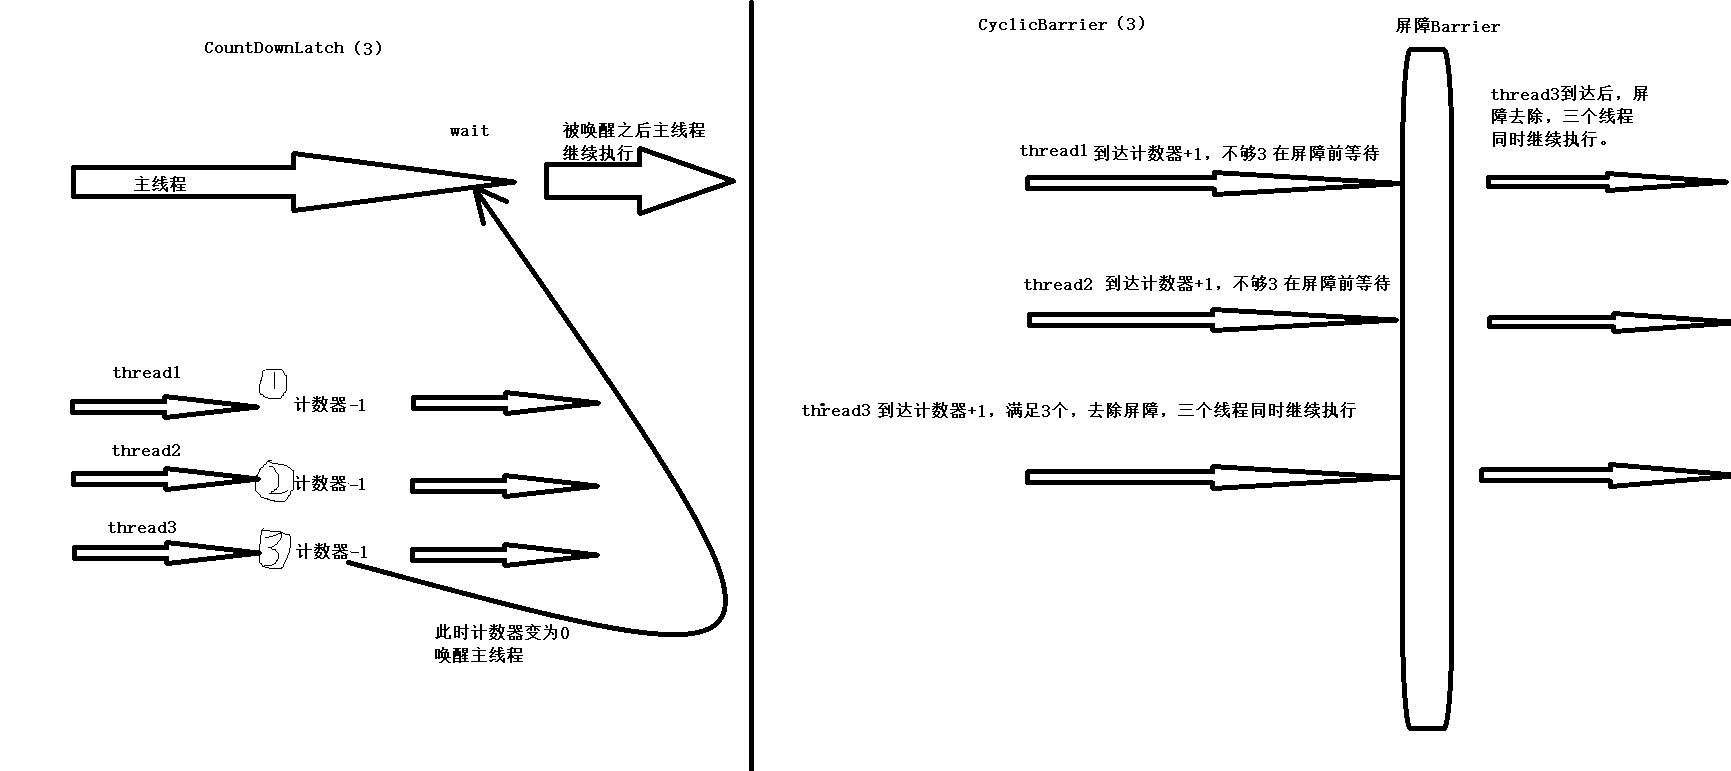 CountDownLatch（3）
wait
被唤醒之后主线程
继续执行
主线程
thread1
1
计数器-1
thread2
2
计数器-1
thread3
3
计数器-1
此时计数器变为0
唤醒主线程
CyclicBarrier（3）
屏障Barrier
thread3到达后，屏
障去除，三个线程
同时继续执行。
thread1 到达计数器+1，不够3 在屏障前等待
thread2 到达计数器+1，不够3 在屏障前等待
thread3 到达计数器+1，满足3个，去除屏障，三个线程同时继续执行